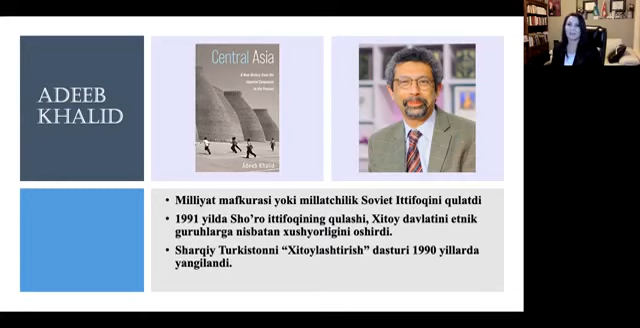 ADEEB
KHALID
Central Asia
A New History from the
Imperial Conquests
to the Present
Adeeb Khalid
• Milliyat mafkurasi yoki millatchilik Soviet Ittifoqini qulatdi
• 1991 yilda Sho'ro ittifoqining qulashi, Xitoy davlatini etnik
guruhlarga nisbatan xushyorligini oshirdi.
• Sharqiy Turkistonni “Xitoylashtirish” dasturi 1990 yillarda
yangilandi.